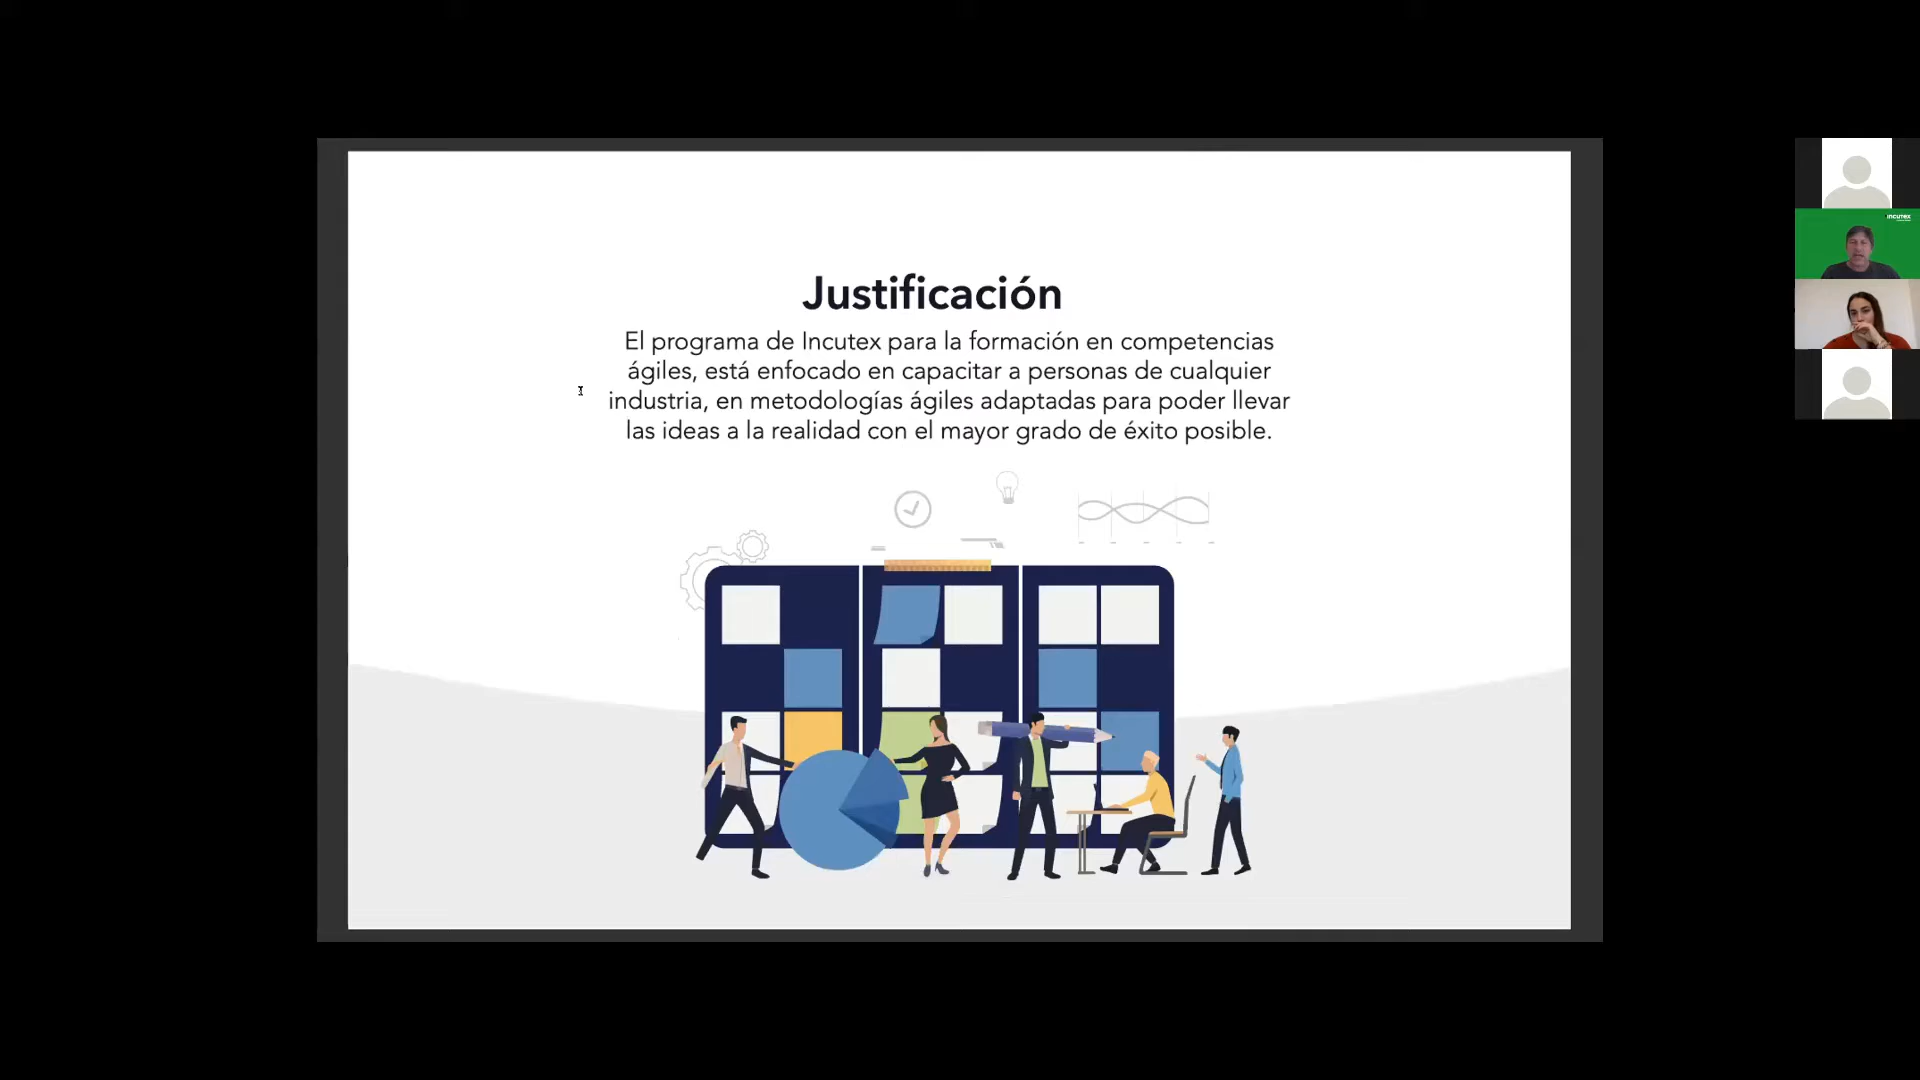 Justificación
El programa de Incutex para la formación en competencias
ágiles, está enfocado en capacitar a personas de cualquier
industria, en metodologías ágiles adaptadas para poder llevar
las ideas a la realidad con el mayor grado de éxito posible.
INCUTEX